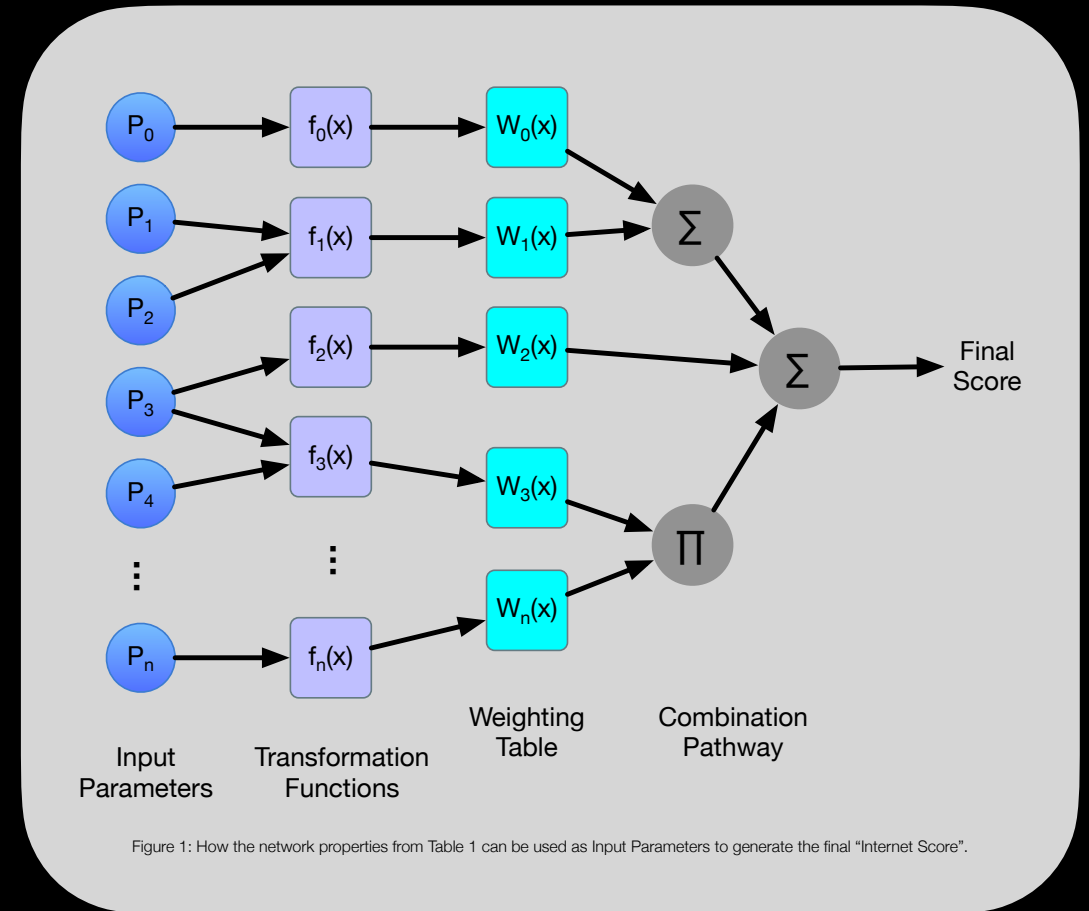 P₀
f₀(x)
W₀(x)
P₁
f₁(x)
W₁(x)
∑
P₂
f₂(x)
W₂(x)
∑
Final
Score
P₃
f₃(x)
W₃(x)
P₄
⋮
⋮
∏
Wₙ(x)
Pₙ
fₙ(x)
Input
Parameters
Transformation
Functions
Weighting
Table
Combination
Pathway
Figure 1: How the network properties from Table 1 can be used as Input Parameters to generate the final “Internet Score”.